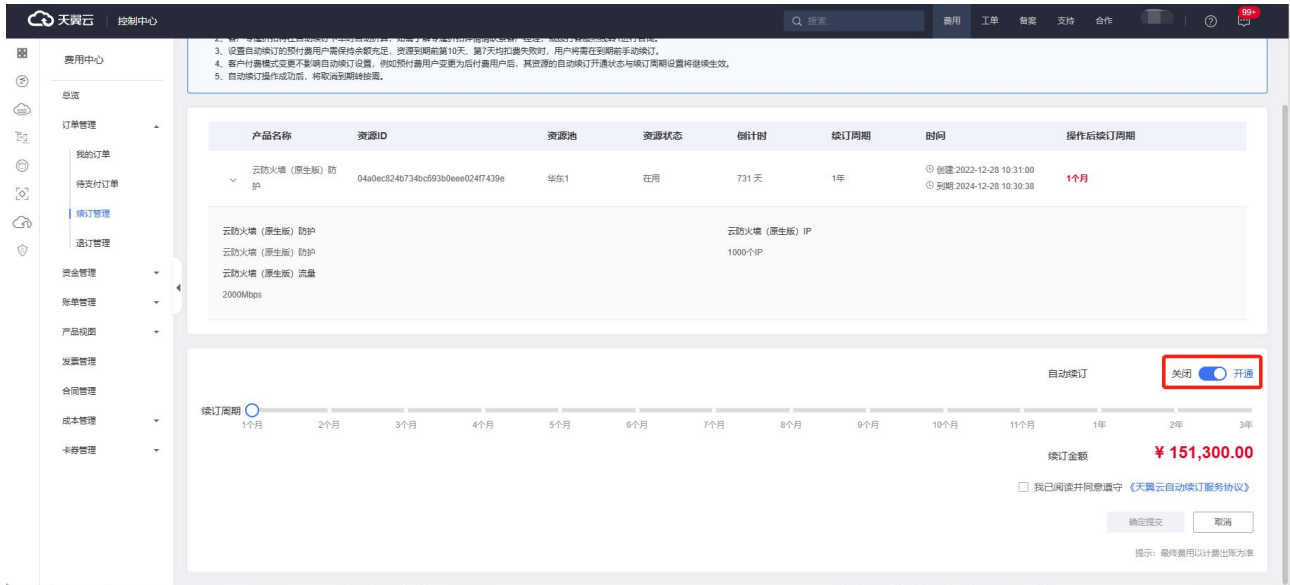 天翼云 控制中心 搜索... 费用 工单 备案 支持 合作 99+
费用中心
总览
订单管理
我的订单
待支付订单
续订管理
退订管理
资金管理
账单管理
产品视图
发票管理
合同管理
成本管理
卡券管理
3、设置自动续订的预付费用户需保持余额充足，资源到期前第10天、第7天均扣费失败时，用户将需在到期前手动续订。
4、客户付费模式变更不影响自动续订设置，例如预付费用户变更为后付费用户后，其资源的自动续订开通状态与续订周期设置将继续生效。
5、自动续订操作成功后，将取消到期转按需。
产品名称 资源ID 资源池 资源状态 倒计时 续订周期 时间 操作后续订周期
云防火墙（原生版）防护 04a0ec824b734bc693b0eee024f7439e 华东1 在用 731天 1年 创建:2022-12-28 10:31:00 1个月
到期:2024-12-28 10:30:38
云防火墙（原生版）防护 云防火墙（原生版）IP
云防火墙（原生版）防护 1000个IP
云防火墙（原生版）流量
2000Mbps
自动续订 关闭 开通
续订周期
1个月 2个月 3个月 4个月 5个月 6个月 7个月 8个月 9个月 10个月 11个月 1年 2年 3年
续订金额 ¥ 151,300.00
我已阅读并同意遵守《天翼云自动续订服务协议》
确定提交 取消
提示：最终费用以计费出账为准